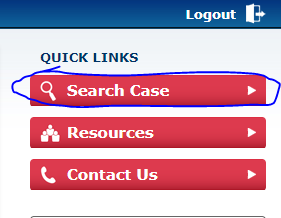 Logout
QUICK LINKS
Search Case
Resources
Contact Us